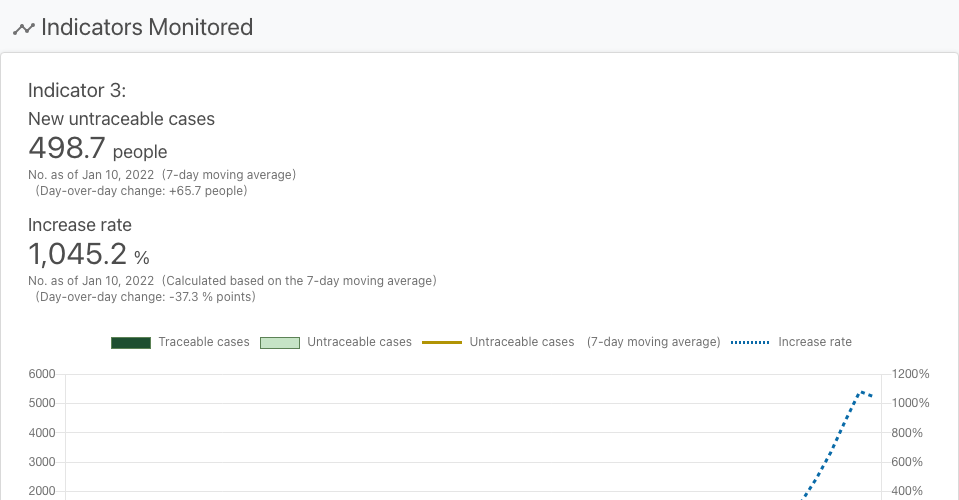 Indicators Monitored
Indicator 3:
New untraceable cases
498.7 people
No. as of Jan 10, 2022 (7-day moving average)
(Day-over-day change: +65.7 people)
Increase rate
1,045.2 %
No. as of Jan 10, 2022 (Calculated based on the 7-day moving average)
(Day-over-day change: -37.3 % points)
Traceable cases Untraceable cases Untraceable cases (7-day moving average) Increase rate
6000 1200%
5000 1000%
4000 800%
3000 600%
2000 400%